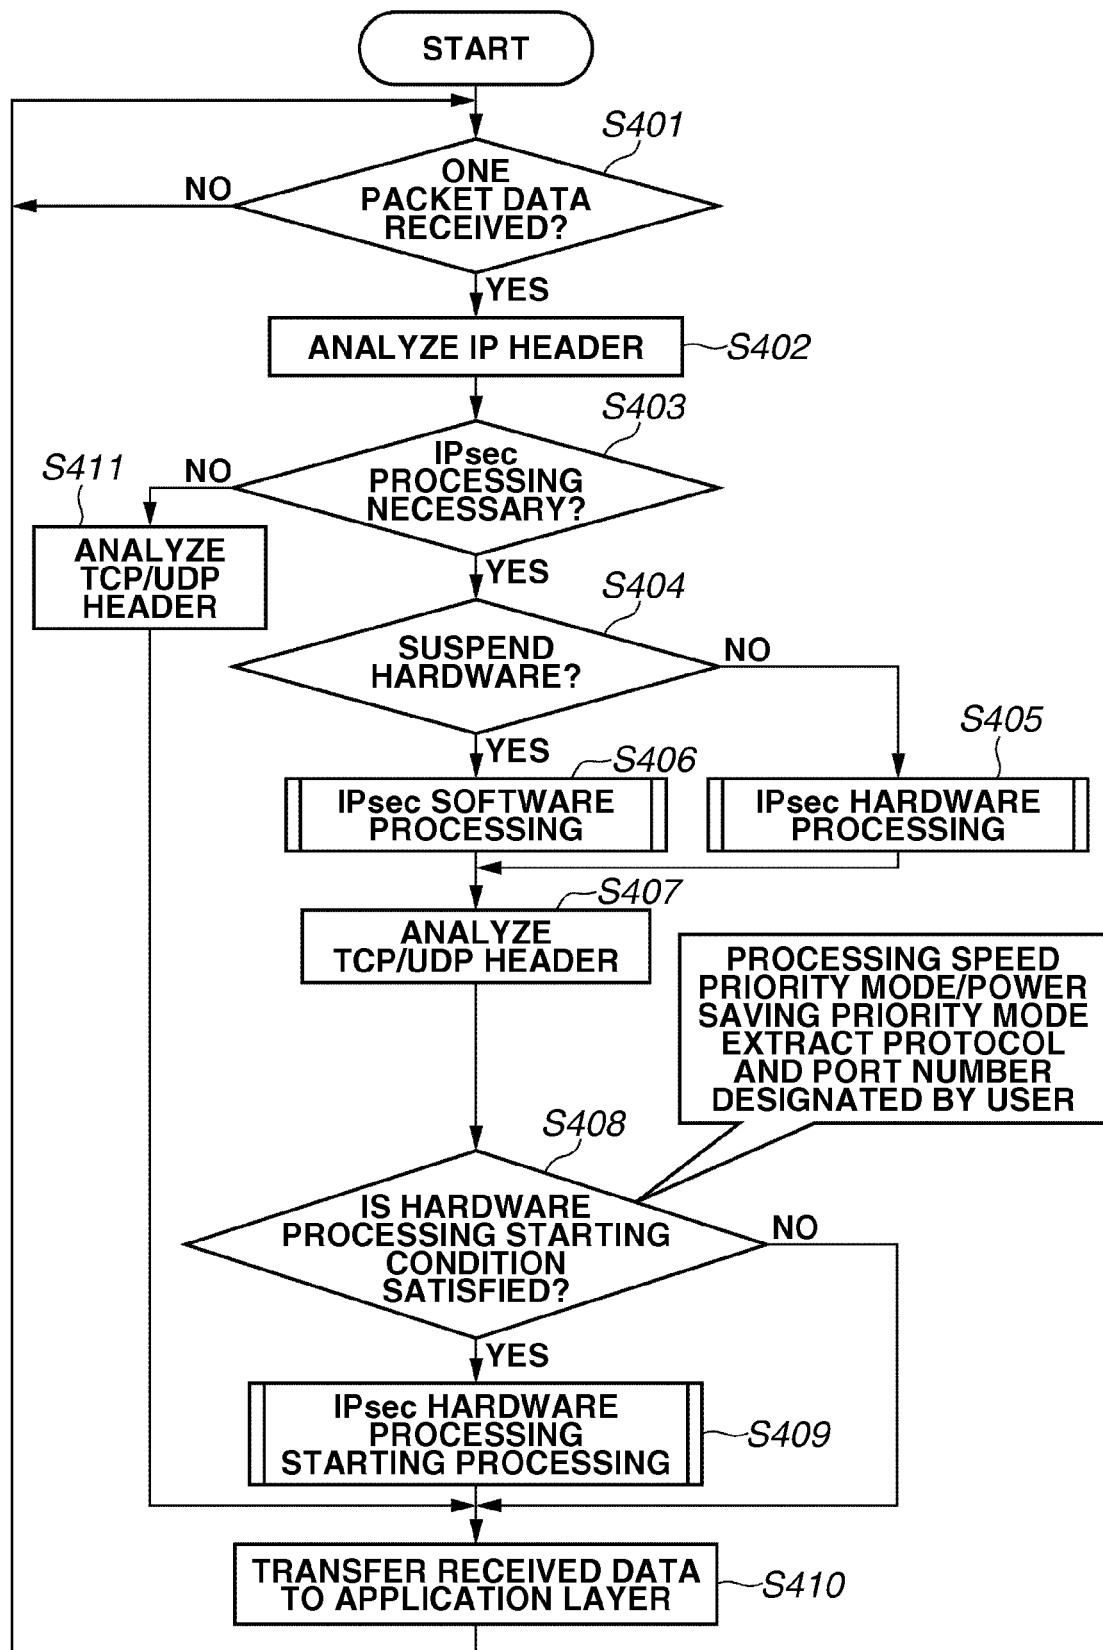 START
S401
ONE
PACKET DATA
RECEIVED?
NO
YES
ANALYZE IP HEADER
S402
S403
IPsec
PROCESSING
NECESSARY?
NO
S411
ANALYZE
TCP/UDP
HEADER
YES
S404
SUSPEND
HARDWARE?
NO
YES
S406
IPsec SOFTWARE
PROCESSING
S405
IPsec HARDWARE
PROCESSING
S407
ANALYZE
TCP/UDP HEADER
PROCESSING SPEED
PRIORITY MODE/POWER
SAVING PRIORITY MODE
EXTRACT PROTOCOL
AND PORT NUMBER
DESIGNATED BY USER
S408
IS HARDWARE
PROCESSING STARTING
CONDITION
SATISFIED?
NO
YES
IPsec HARDWARE
PROCESSING
STARTING PROCESSING
S409
TRANSFER RECEIVED DATA
TO APPLICATION LAYER
S410